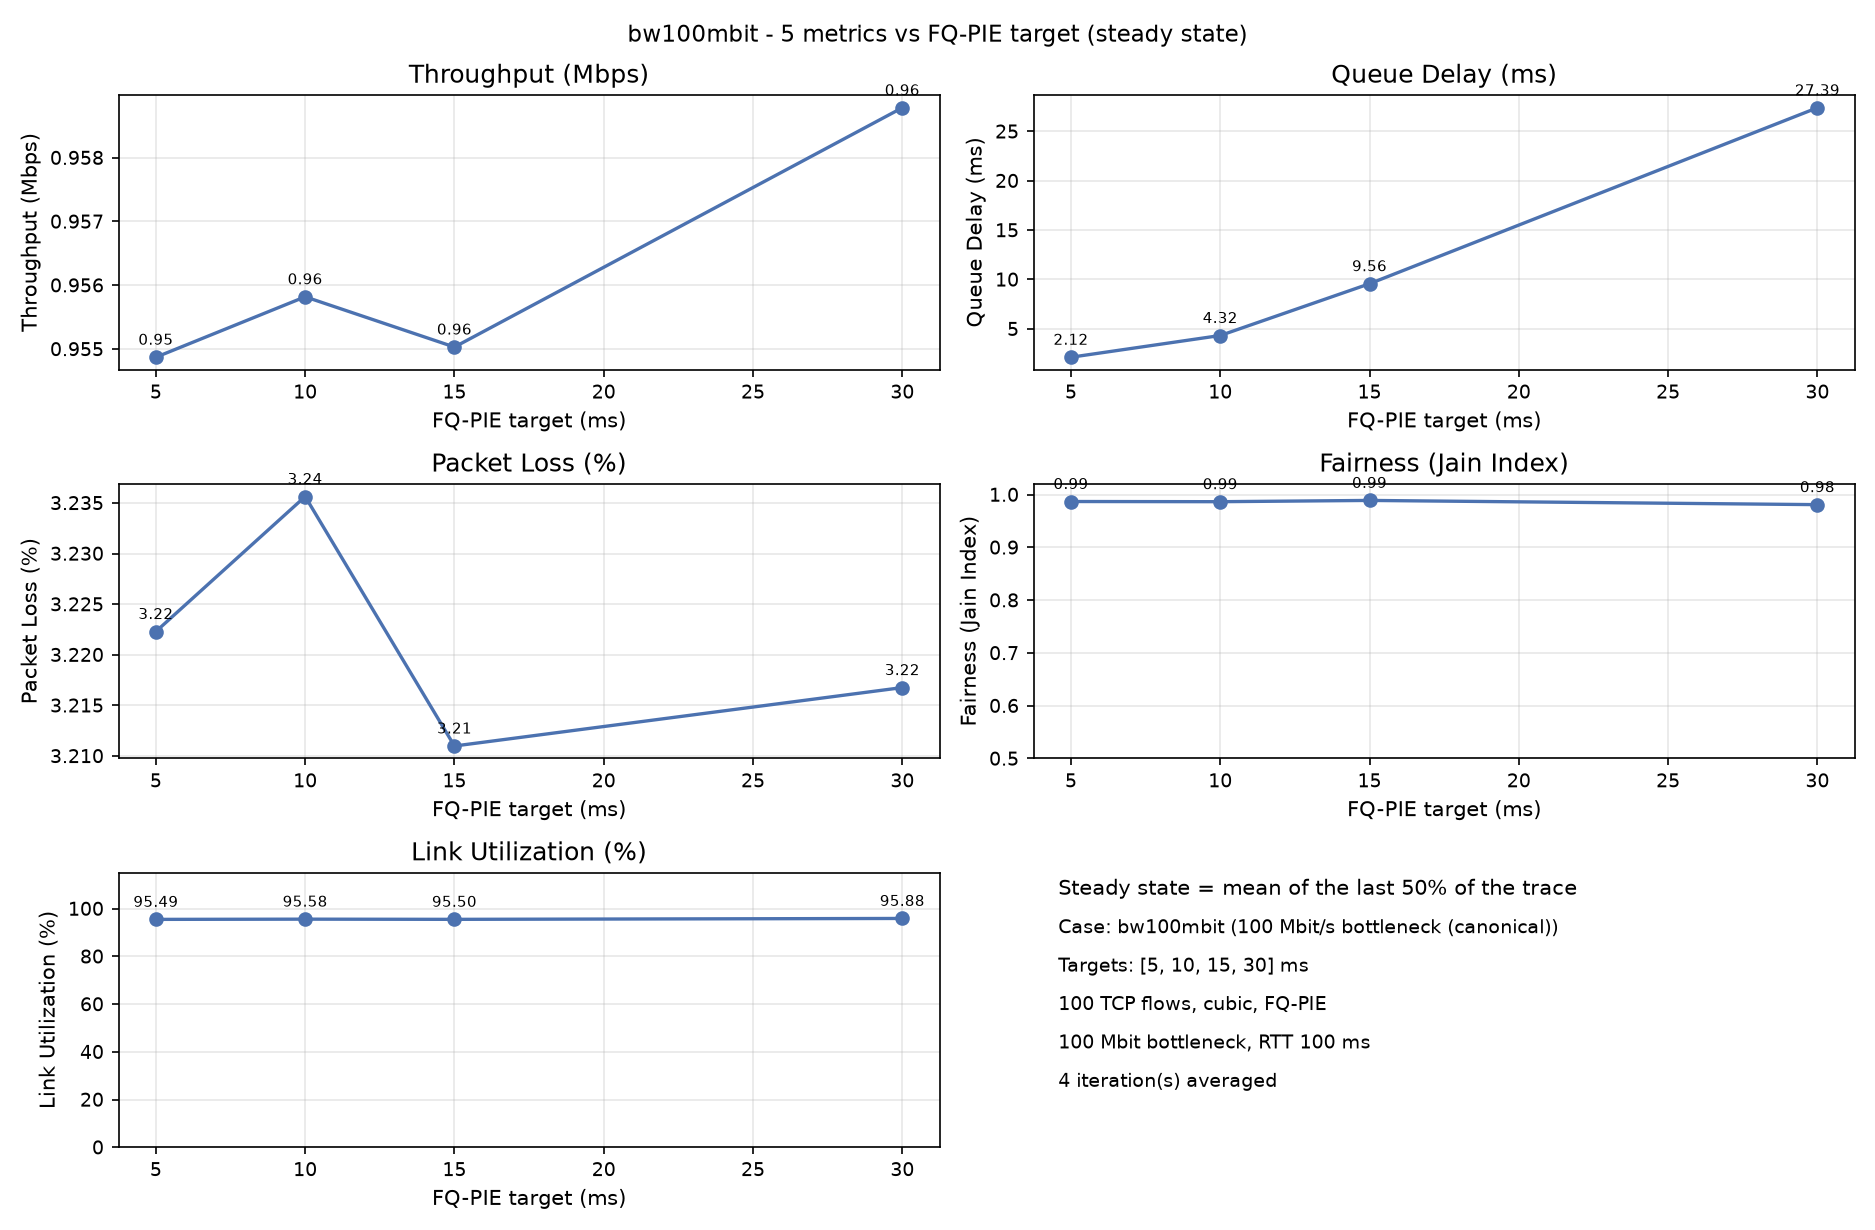 bw100mbit - 5 metrics vs FQ-PIE target (steady state)
Throughput (Mbps)
Throughput (Mbps)
0.958
0.957
0.956
0.955
0.95
0.96
0.96
0.96
5 10 15 20 25 30
FQ-PIE target (ms)
Queue Delay (ms)
Queue Delay (ms)
25
20
15
10
5
2.12
4.32
9.56
27.39
5 10 15 20 25 30
FQ-PIE target (ms)
Packet Loss (%)
Packet Loss (%)
3.235
3.230
3.225
3.220
3.215
3.210
3.22
3.24
3.21
3.22
5 10 15 20 25 30
FQ-PIE target (ms)
Fairness (Jain Index)
Fairness (Jain Index)
1.0
0.9
0.8
0.7
0.6
0.5
0.99
0.99
0.99
0.98
5 10 15 20 25 30
FQ-PIE target (ms)
Link Utilization (%)
Link Utilization (%)
100
80
60
40
20
0
95.49
95.58
95.50
95.88
5 10 15 20 25 30
FQ-PIE target (ms)
Steady state = mean of the last 50% of the trace
Case: bw100mbit (100 Mbit/s bottleneck (canonical))
Targets: [5, 10, 15, 30] ms
100 TCP flows, cubic, FQ-PIE
100 Mbit bottleneck, RTT 100 ms
4 iteration(s) averaged